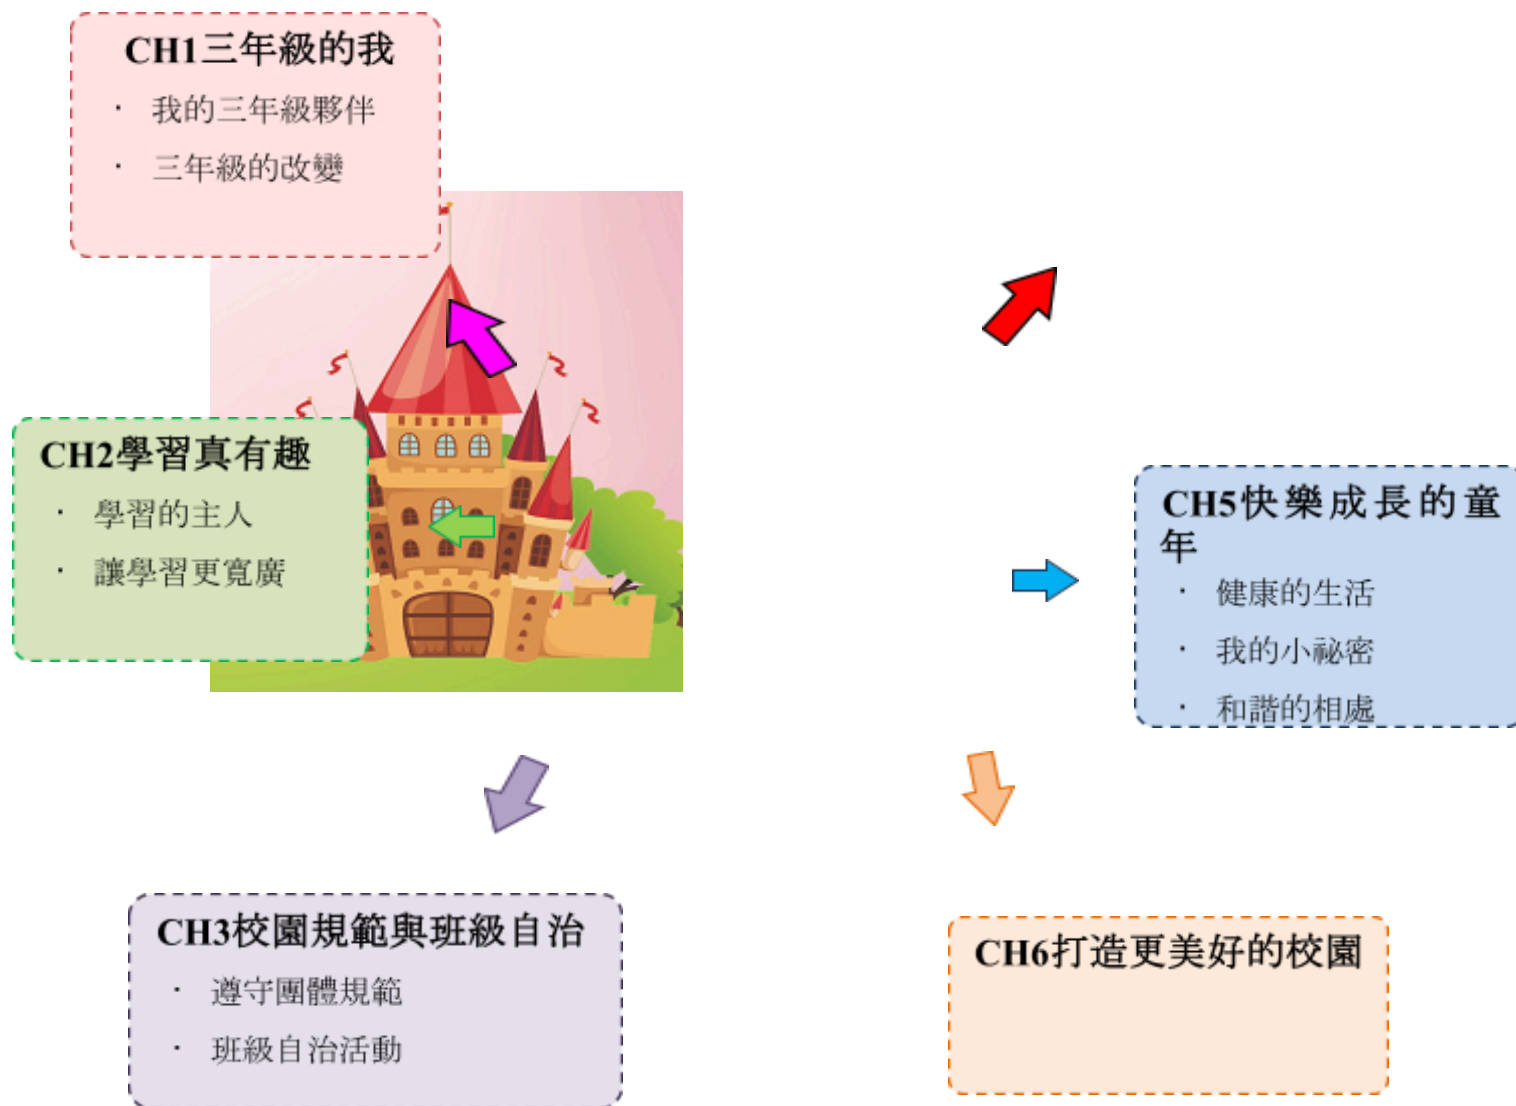 CH1三年級的我
· 我的三年級夥伴
· 三年級的改變
CH2學習真有趣
· 學習的主人
· 讓學習更寬廣
CH5快樂成長的童
年
· 健康的生活
· 我的小祕密
· 和諧的相處
CH3校園規範與班級自治
· 遵守團體規範
· 班級自治活動
CH6打造更美好的校園